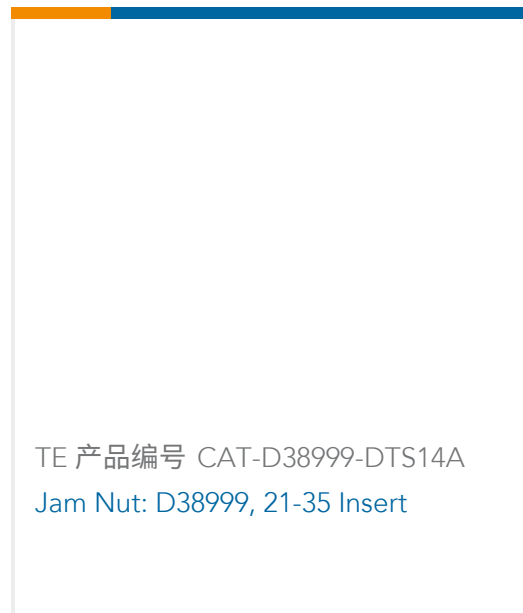 TE 产品编号 CAT-D38999-DTS14A
Jam Nut: D38999, 21-35 Insert